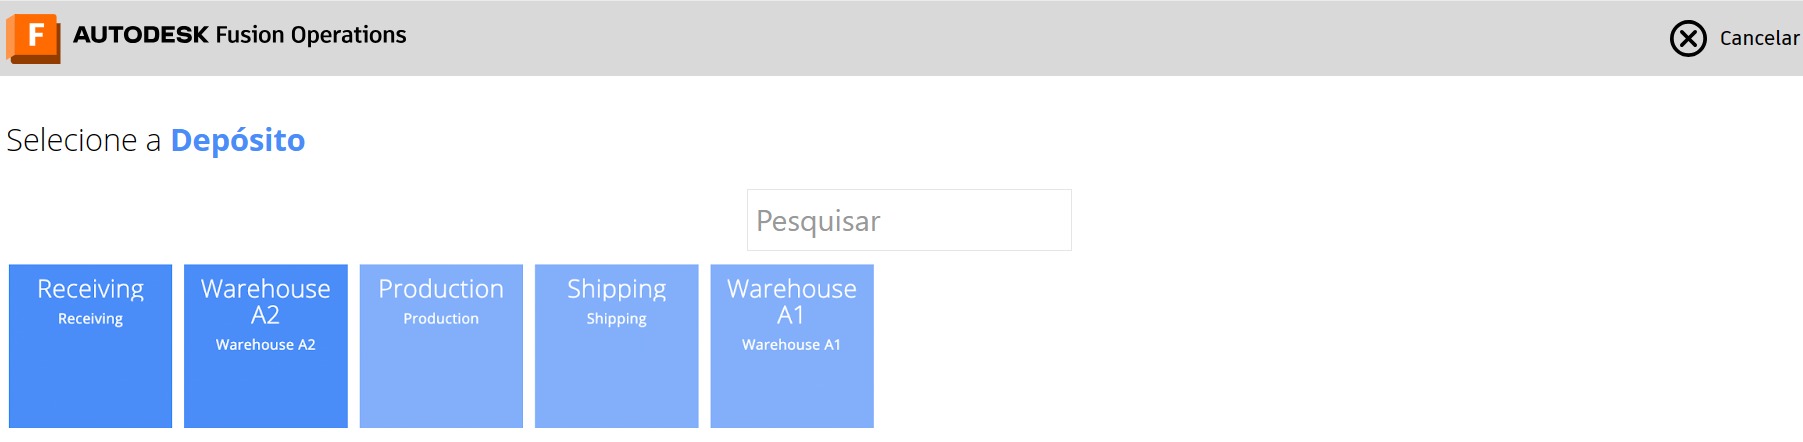 F AUTODESK Fusion Operations
Cancelar
Selecione a Depósito
Pesquisar
Receiving
Receiving
Warehouse
A2
Warehouse A2
Production
Production
Shipping
Shipping
Warehouse
A1
Warehouse A1